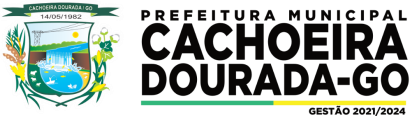 CACHOEIRA DOURADA GO
14/05/1982
PREFEITURA MUNICIPAL
CACHOEIRA
DOURADA-GO
GESTÃO 2021/2024